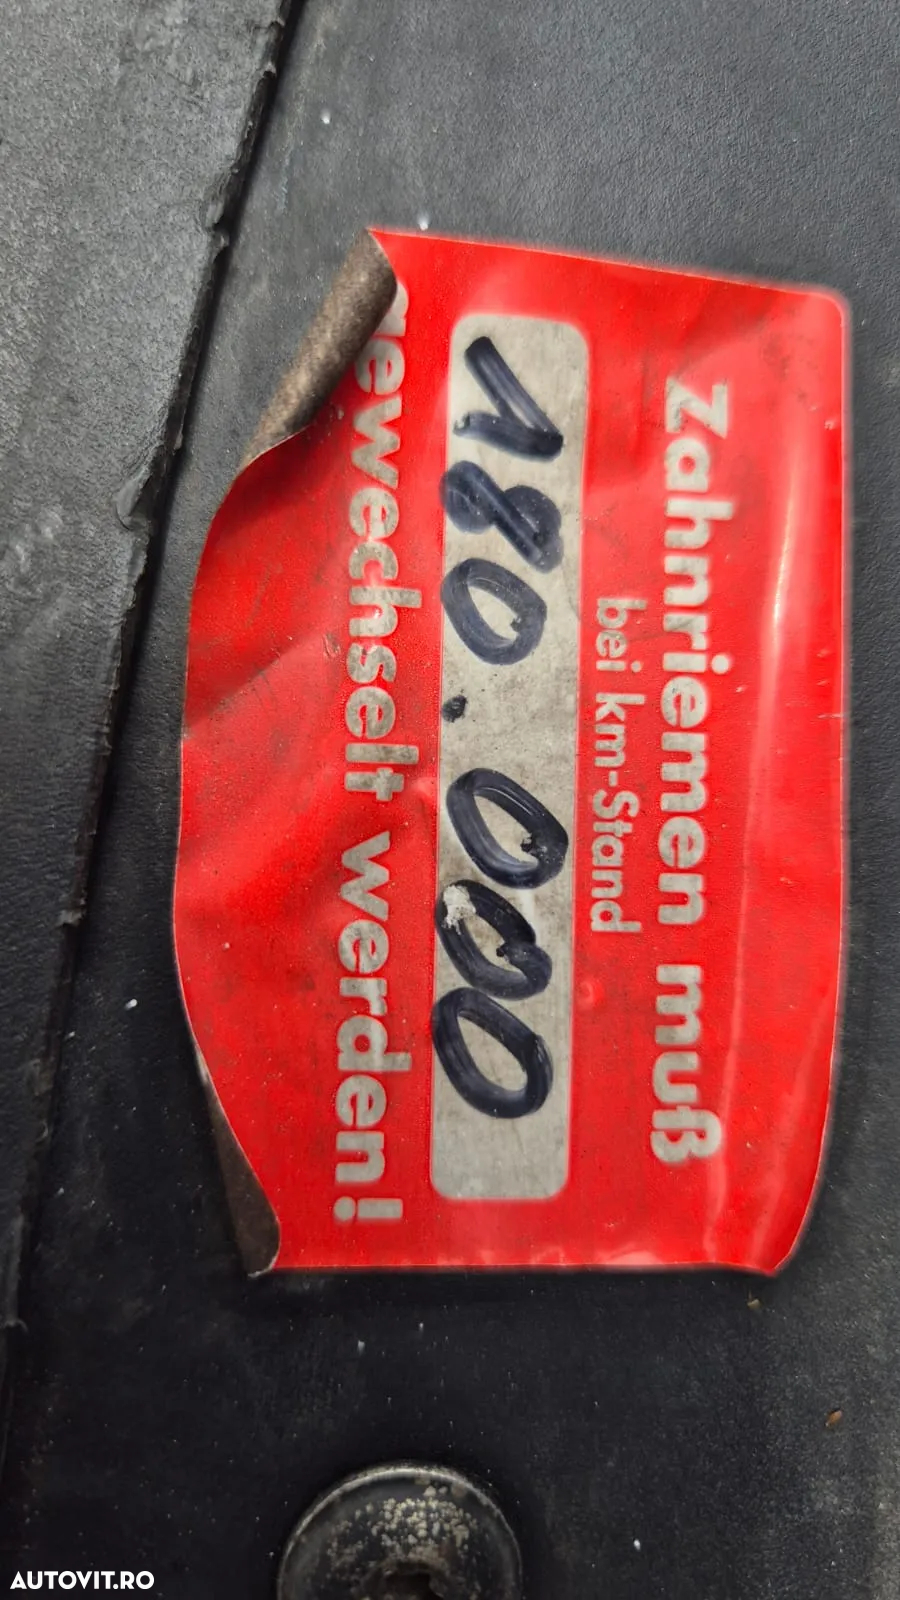 Zahnriemen muß
bei km-Stand
180.000
gewechselt werden!
AUTOVIT.RO